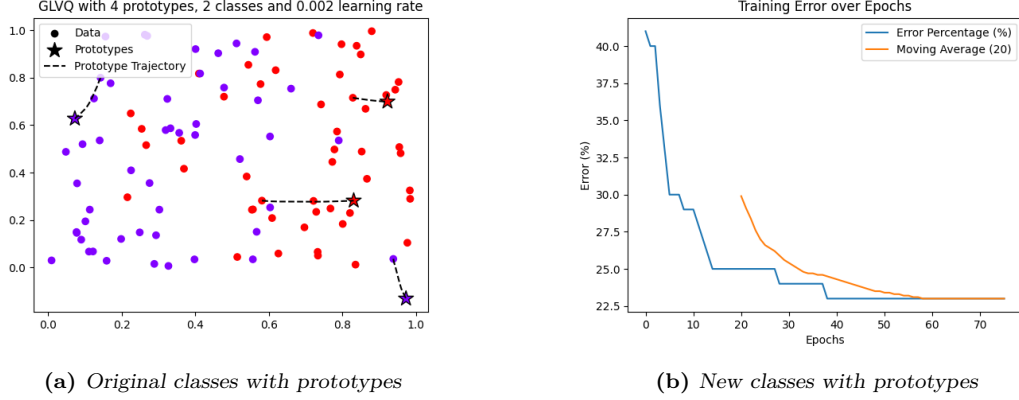 GLVQ with 4 prototypes, 2 classes and 0.002 learning rate
Data
Prototypes
Prototype Trajectory
1.0
0.8
0.6
0.4
0.2
0.0
0.0 0.2 0.4 0.6 0.8 1.0
(a) Original classes with prototypes
Training Error over Epochs
Error Percentage (%)
Moving Average (20)
Error (%)
40.0
37.5
35.0
32.5
30.0
27.5
25.0
22.5
0 10 20 30 40 50 60 70
Epochs
(b) New classes with prototypes